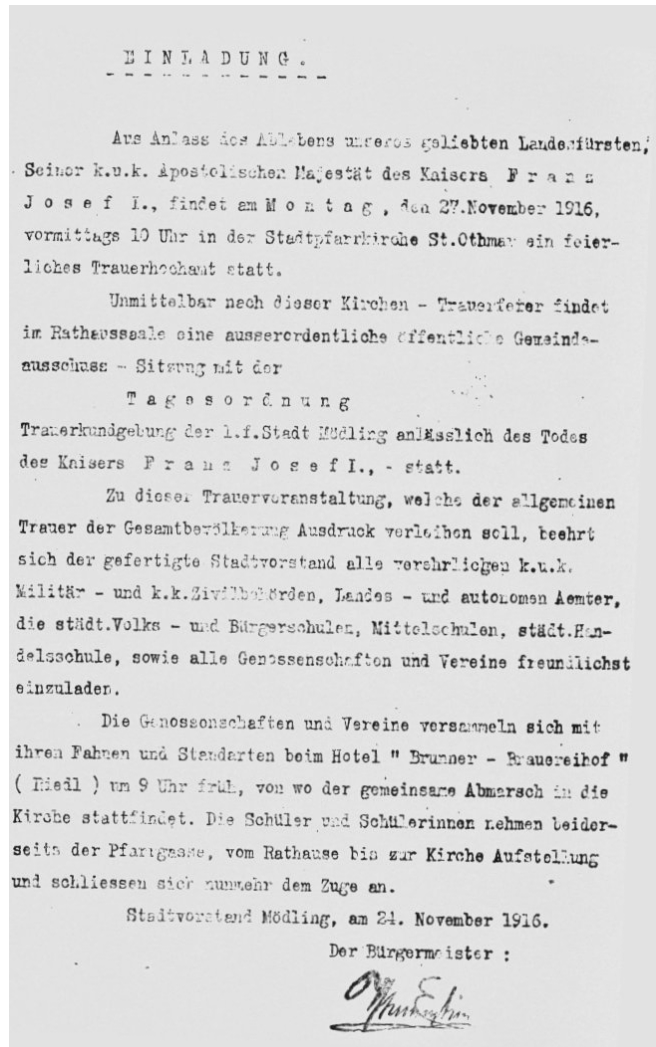 E I N L A D U N G .
Aus Anlass des Ablebens unseres geliebten Landesfürsten,
Seiner k.u.k. Apostolischen Majestät des Kaisers F r a n z
J o s e f I., findet am M o n t a g , den 27.November 1916,
vormittags 10 Uhr in der Stadtpfarrkirche St.Othmar ein feier-
liches Trauerhochamt statt.
Unmittelbar nach dieser Kirchen - Trauerfeier findet
im Rathaussaale eine ausserordentliche öffentliche Gemeinde-
ausschuss - Sitzung mit der
T a g e s o r d n u n g
Trauerkundgebung der l.f.Stadt Mödling anlässlich des Todes
des Kaisers F r a n z J o s e f I., - statt.
Zu dieser Trauerveranstaltung, welche der allgemeinen
Trauer der Gesamtbevölkerung Ausdruck verleihen soll, beehrt
sich der gefertigte Stadtvorstand alle verehrlichen k.u.k.
Militär - und k.k.Zivilbehörden, Landes - und autonomen Aemter,
die städt.Volks - und Bürgerschulen, Mittelschulen, städt.Han-
delsschule, sowie alle Genossenschaften und Vereine freundlichst
einzuladen.
Die Genossenschaften und Vereine versammeln sich mit
ihren Fahnen und Standarten beim Hotel " Brunner - Brauereihof "
( Riedl ) um 9 Uhr früh, von wo der gemeinsame Abmarsch in die
Kirche stattfindet. Die Schüler und Schülerinnen nehmen beider-
seits der Pfarrgasse, vom Rathause bis zur Kirche Aufstellung
und schliessen sich nunmehr dem Zuge an.
Stadtvorstand Mödling, am 24. November 1916.
Der Bürgermeister :